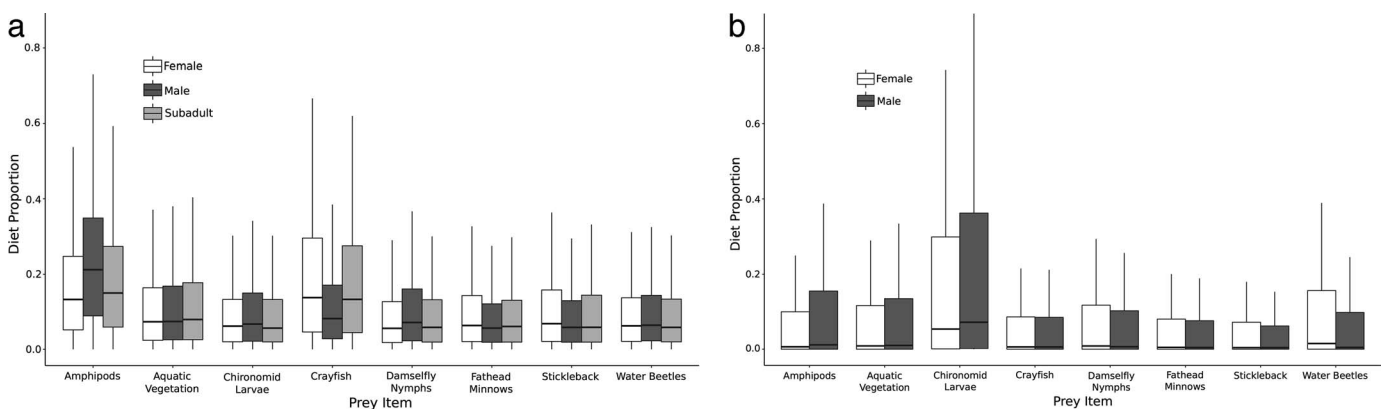 a
0.8
0.6
0.4
0.2
0.0
Diet Proportion
Female
Male
Subadult
Amphipods
Aquatic
Vegetation
Chironomid
Larvae
Crayfish
Damselfly
Nymphs
Fathead
Minnows
Stickleback
Water Beetles
Prey Item
b
0.8
0.6
0.4
0.2
0.0
Diet Proportion
Female
Male
Amphipods
Aquatic
Vegetation
Chironomid
Larvae
Crayfish
Damselfly
Nymphs
Fathead
Minnows
Stickleback
Water Beetles
Prey Item